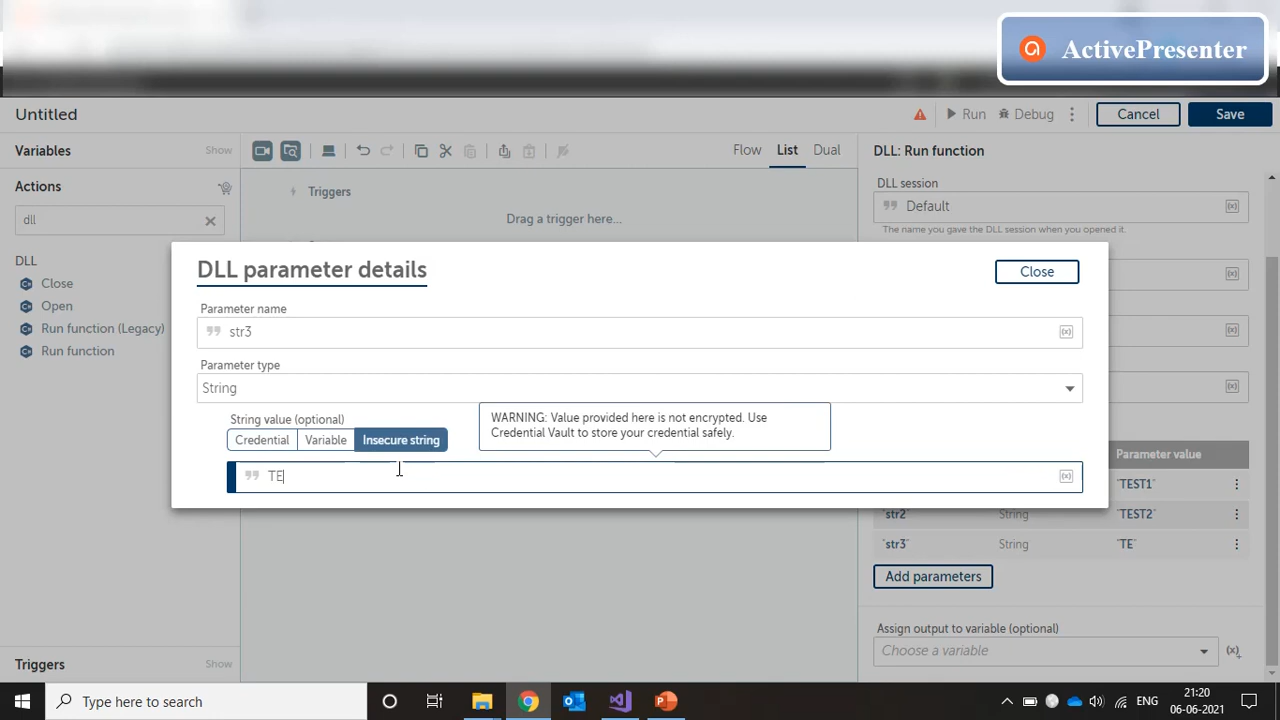 ActivePresenter
Untitled
Run
Debug
Cancel
Save
Variables
Show
Flow
List
Dual
DLL: Run function
Actions
Triggers
DLL session
dll
Default
Drag a trigger here...
The name you gave the DLL session when you opened it.
DLL
Close
Open
Run function (Legacy)
Run function
DLL parameter details
Close
Parameter name
str3
Parameter type
String
String value (optional)
WARNING: Value provided here is not encrypted. Use
Credential Vault to store your credential safely.
Credential
Variable
Insecure string
TE
Parameter value
"TEST1"
"str2"
String
"TEST2"
"str3"
String
"TE"
Add parameters
Assign output to variable (optional)
Choose a variable
Triggers
Show
Type here to search
ENG
21:20
06-06-2021